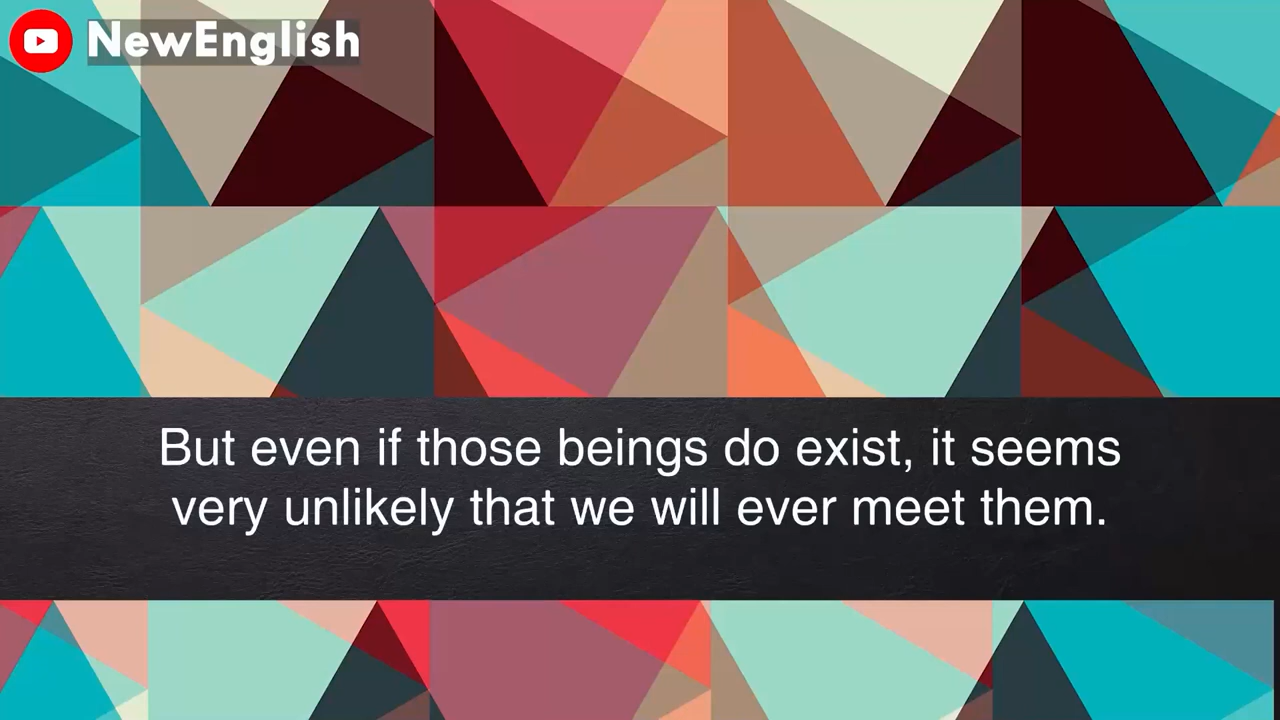 NewEnglish
But even if those beings do exist, it seems
very unlikely that we will ever meet them.